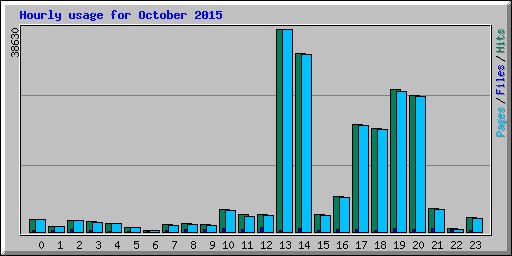 Hourly usage for October 2015
38630
Pages / Files / Hits
0 1 2 3 4 5 6 7 8 9 10 11 12 13 14 15 16 17 18 19 20 21 22 23